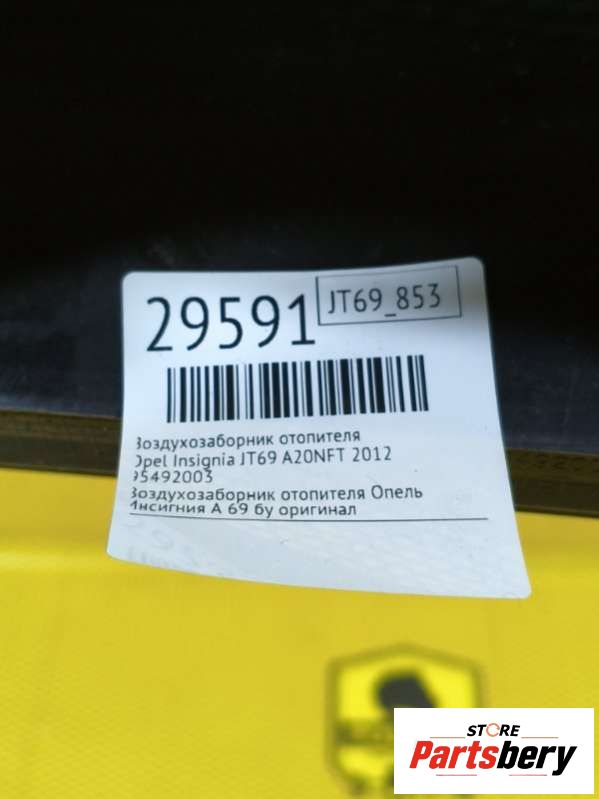 29591
JT69_853
Воздухозаборник отопителя
Opel Insignia JT69 A20NFT 2012
95492003
Воздухозаборник отопителя Опель
Инсигния А 69 бу оригинал
STORE
Partsbery